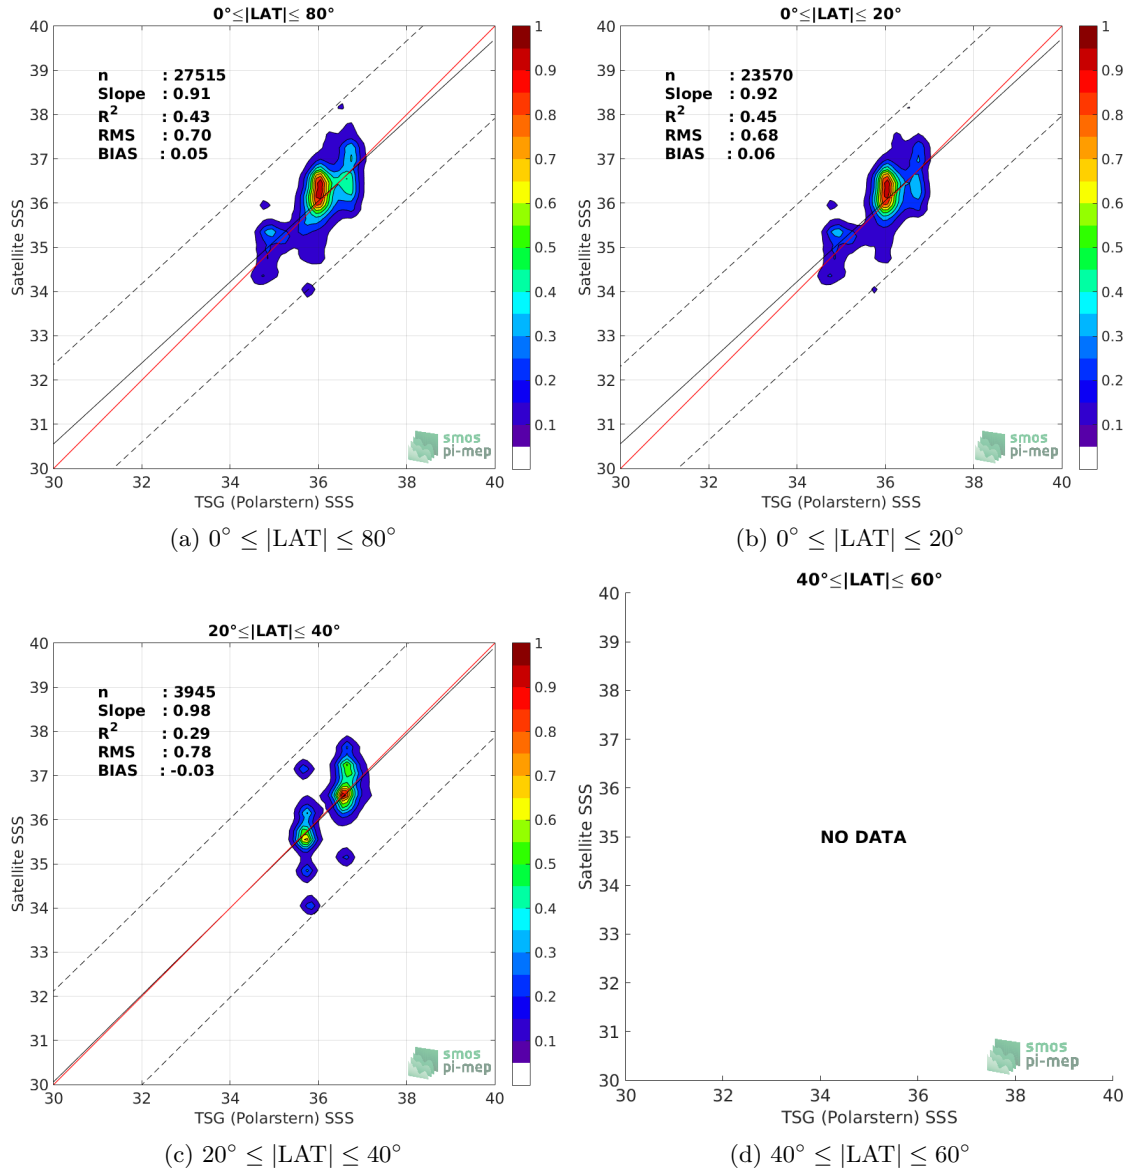 0°≤|LAT|≤ 80°
40
39
38
37
36
35
34
33
32
31
30
n : 27515
Slope : 0.91
R² : 0.43
RMS : 0.70
BIAS : 0.05
Satellite SSS
30 32 34 36 38 40
TSG (Polarstern) SSS
1
0.9
0.8
0.7
0.6
0.5
0.4
0.3
0.2
0.1
smos
pi-mep
(a) 0° ≤ |LAT| ≤ 80°
0°≤|LAT|≤ 20°
40
39
38
37
36
35
34
33
32
31
30
n : 23570
Slope : 0.92
R² : 0.45
RMS : 0.68
BIAS : 0.06
Satellite SSS
30 32 34 36 38 40
TSG (Polarstern) SSS
1
0.9
0.8
0.7
0.6
0.5
0.4
0.3
0.2
0.1
smos
pi-mep
(b) 0° ≤ |LAT| ≤ 20°
20°≤|LAT|≤ 40°
40
39
38
37
36
35
34
33
32
31
30
n : 3945
Slope : 0.98
R² : 0.29
RMS : 0.78
BIAS : -0.03
Satellite SSS
30 32 34 36 38 40
TSG (Polarstern) SSS
1
0.9
0.8
0.7
0.6
0.5
0.4
0.3
0.2
0.1
smos
pi-mep
(c) 20° ≤ |LAT| ≤ 40°
40°≤|LAT|≤ 60°
40
39
38
37
36
35
34
33
32
31
30
NO DATA
Satellite SSS
30 32 34 36 38 40
TSG (Polarstern) SSS
smos
pi-mep
(d) 40° ≤ |LAT| ≤ 60°